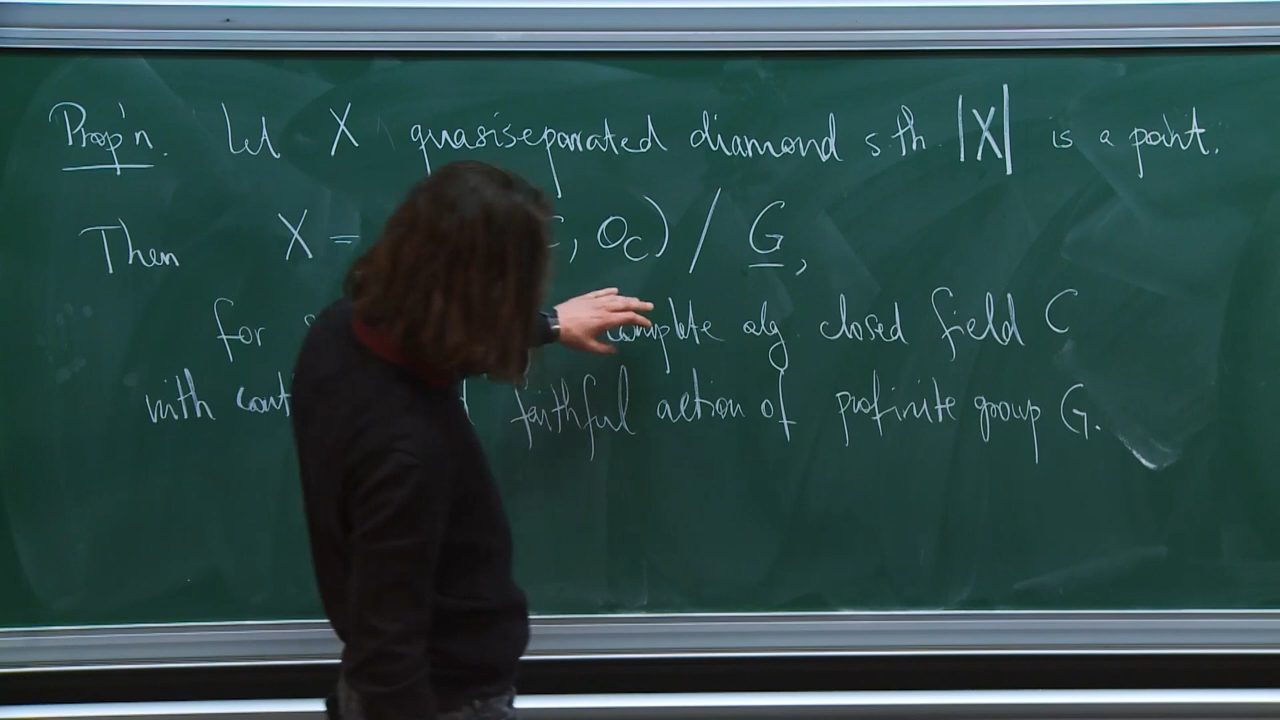 Prop'n. Let X quasiseparated diamond s.th. |X| is a point.
Then X = , O_C) / G,
for complete alg. closed field C
with cont faithful action of profinite group G.